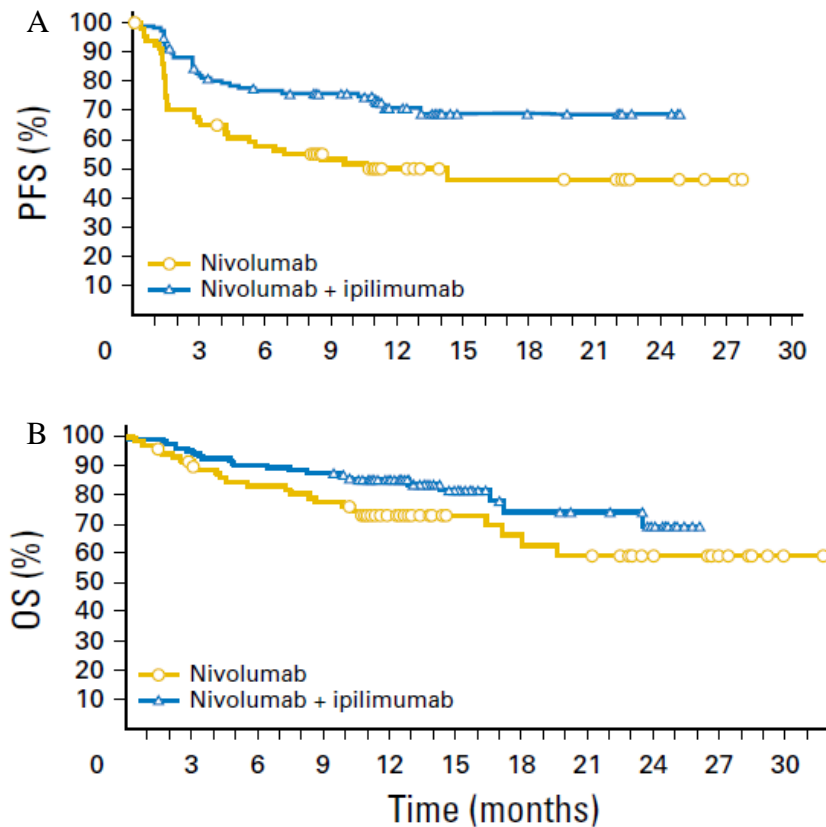 A
PFS (%)
100
90
80
70
60
50
40
30
20
10
Nivolumab
Nivolumab + ipilimumab
0 3 6 9 12 15 18 21 24 27 30
B
OS (%)
100
90
80
70
60
50
40
30
20
10
Nivolumab
Nivolumab + ipilimumab
0 3 6 9 12 15 18 22 24 27 30
Time (months)